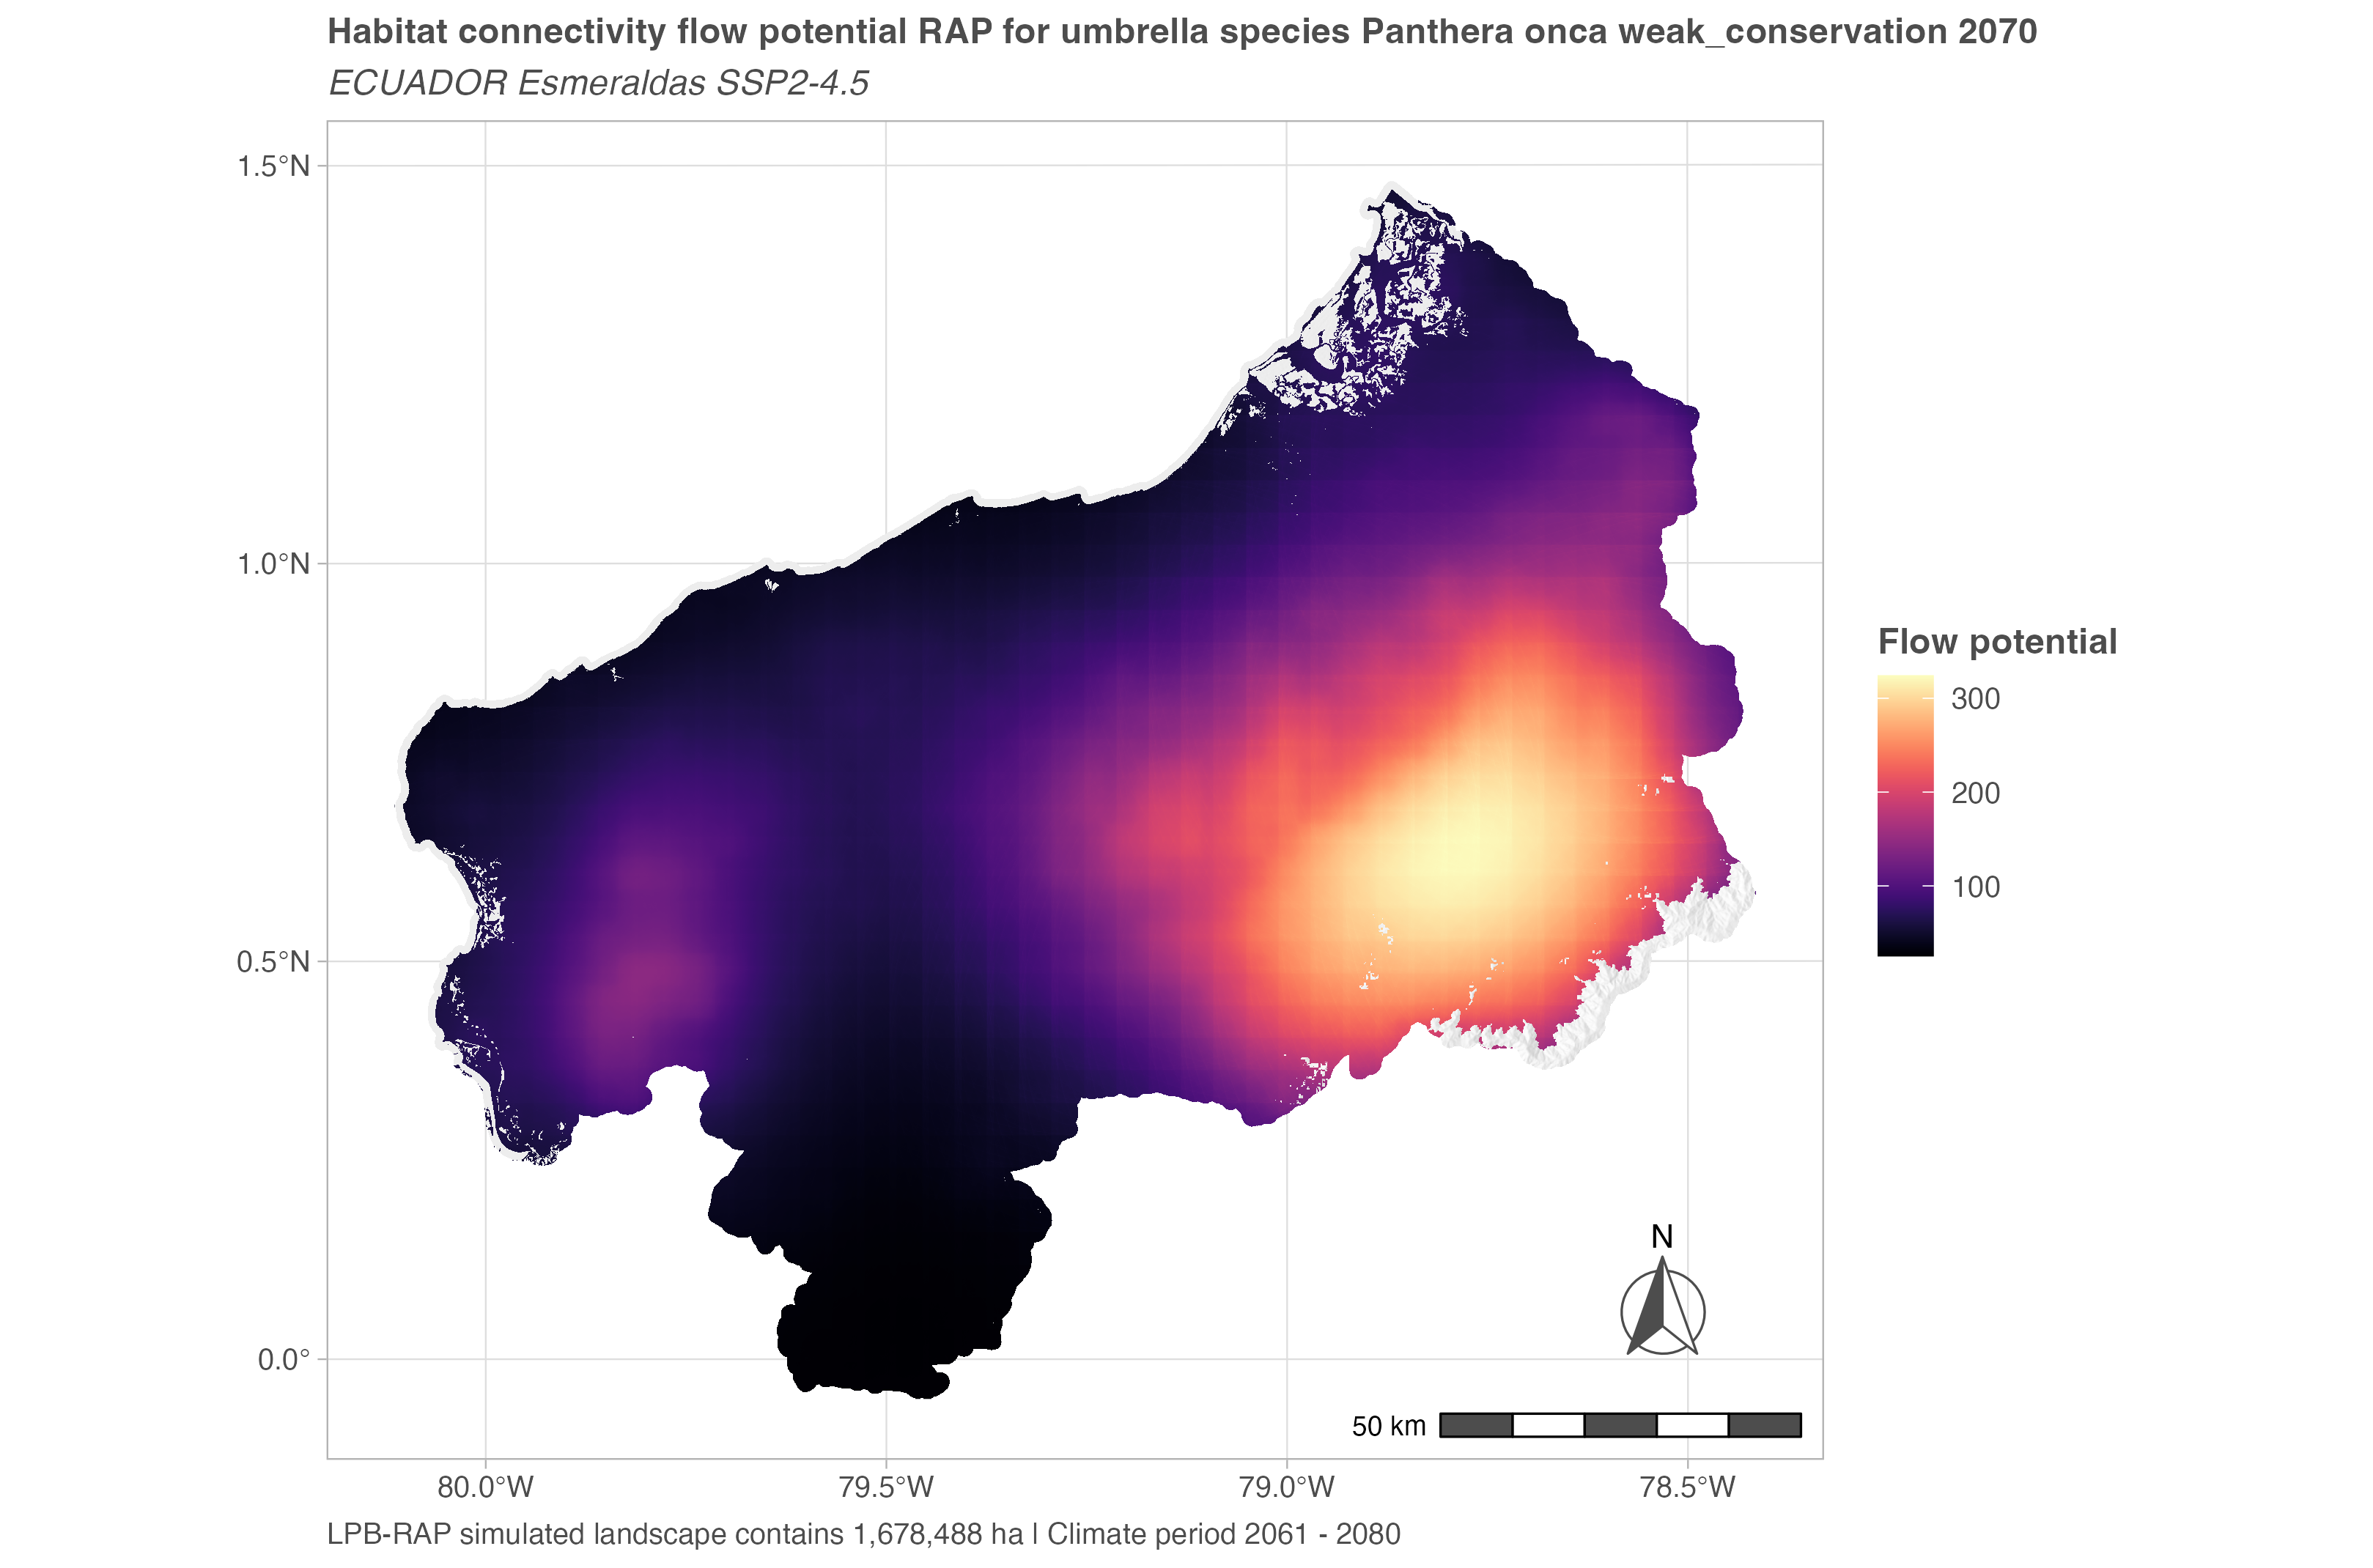 Habitat connectivity flow potential RAP for umbrella species Panthera onca weak_conservation 2070
ECUADOR Esmeraldas SSP2-4.5
1.5°N
1.0°N
0.5°N
0.0°
80.0°W
79.5°W
79.0°W
78.5°W
Flow potential
300
200
100
N
50 km
LPB-RAP simulated landscape contains 1,678,488 ha I Climate period 2061 - 2080